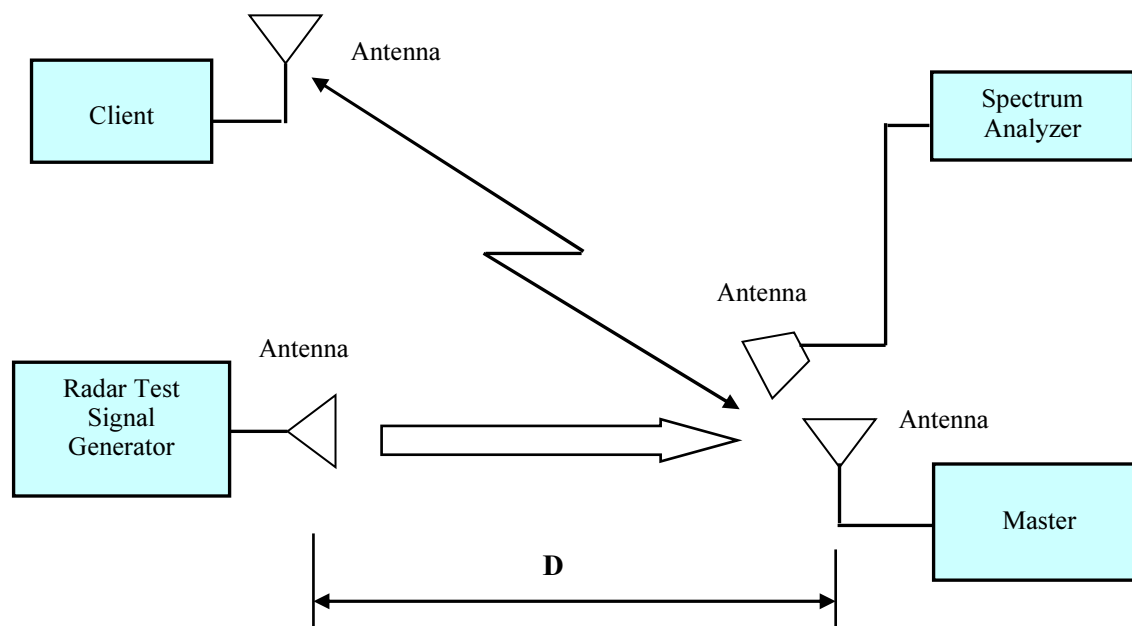 Antenna
Client
Spectrum
Analyzer
Antenna
Antenna
Radar Test
Signal
Generator
Antenna
Master
D